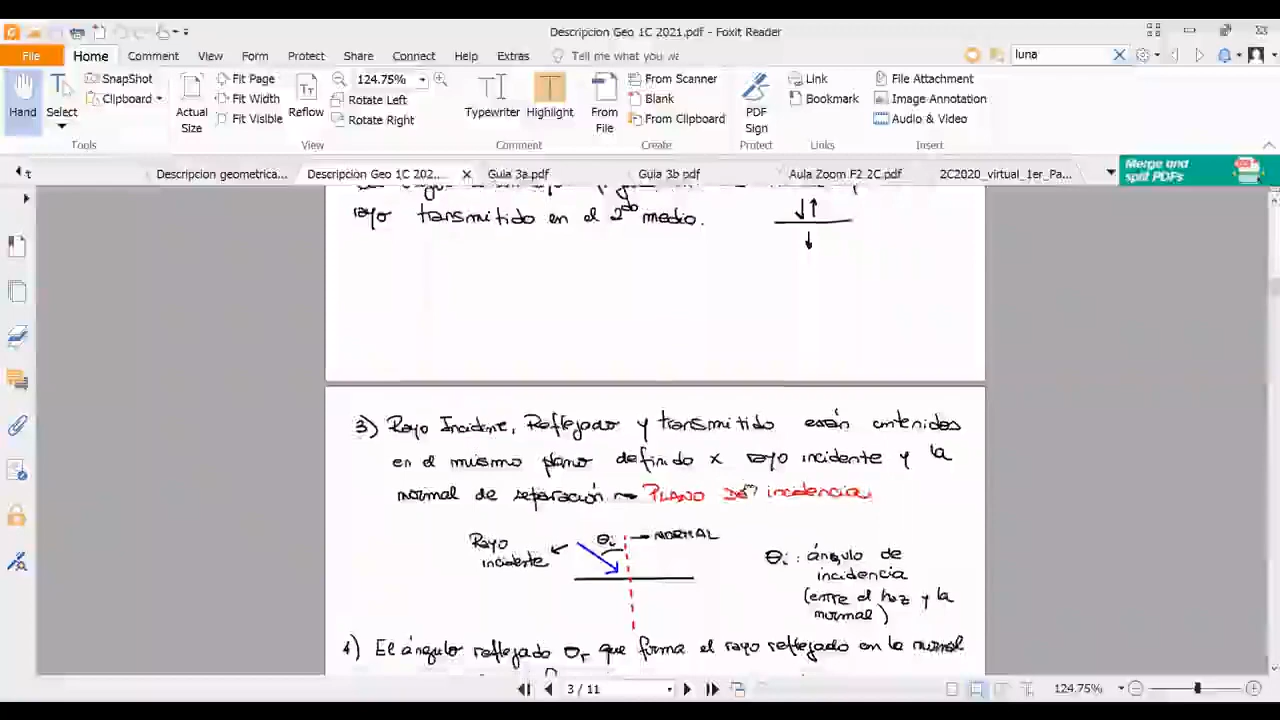 Descripcion Geo 1C 2021.pdf - Foxit Reader
File Home Comment View Form Protect Share Connect Help Extras Tell me what you wa
luna
Hand
Select
SnapShot
Clipboard
Actual Size
Fit Page
Fit Width
Fit Visible
Reflow
124.75%
Rotate Left
Rotate Right
Typewriter
Highlight
From File
From Scanner
Blank
From Clipboard
PDF Sign
Link
Bookmark
File Attachment
Image Annotation
Audio & Video
Tools View Comment Create Protect Links Insert
Descripcion geometrica...
Descripcion Geo 1C 202...
Guia 3a.pdf
Guia 3b pdf
Aula Zoom F2 2C.pdf
2C2020_virtual_1er_Pa...
Merge and
split PDFs
rayo transmitido en el 2do medio.
3) Rayo Incidente, Reflejado y transmitido están contenidos
en el mismo plano definido x rayo incidente y la
normal de separación → PLANO DE incidencia
Rayo
incidente
θi
NORMAL
θi: ángulo de
incidencia
(entre el haz y la
normal)
4) El ángulo reflejado θr que forma el rayo reflejado en la normal
3 / 11
124.75%